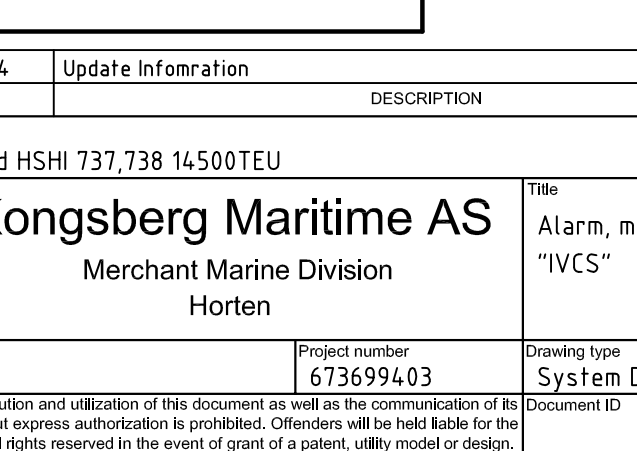 4 Update Infomration
DESCRIPTION
HSHI 737,738 14500TEU
Title
Kongsberg Maritime AS
Alarm, m
Merchant Marine Division
"IVCS"
Horten
Project number
Drawing type
673699403
System D
ution and utilization of this document as well as the communication of its
Document ID
ut express authorization is prohibited. Offenders will be held liable for the
rights reserved in the event of grant of a patent, utility model or design.